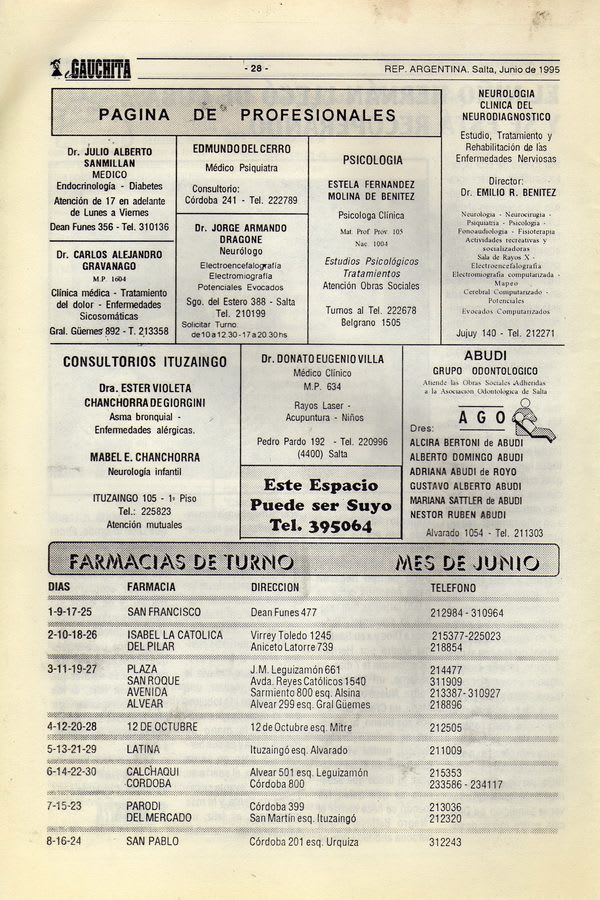 el GAUCHITA
- 28 -
REP. ARGENTINA. Salta, Junio de 1995
PAGINA DE PROFESIONALES
Dr. JULIO ALBERTO
SANMILLAN
MEDICO
Endocrinología - Diabetes
Atención de 17 en adelante
de Lunes a Viernes
Dean Funes 356 - Tel. 310136
Dr. CARLOS ALEJANDRO
GRAVANAGO
M.P. 1604
Clínica médica - Tratamiento
del dolor - Enfermedades
Sicosomáticas
Gral. Güemes 892 - T. 213358
EDMUNDO DEL CERRO
Médico Psiquiatra
Consultorio:
Córdoba 241 - Tel. 222789
Dr. JORGE ARMANDO
DRAGONE
Neurólogo
Electroencefalografía
Electromiografía
Potenciales Evocados
Sgo. del Estero 388 - Salta
Tel. 210199
Solicitar Turno.
de 10 a 12.30 - 17 a 20.30 hs
PSICOLOGIA
ESTELA FERNANDEZ
MOLINA DE BENITEZ
Psicologa Clínica
Mat. Prof. Prov. 105
Nac. 1004
Estudios Psicológicos
Tratamientos
Atención Obras Sociales
Turnos al Tel. 222678
Belgrano 1505
NEUROLOGIA
CLINICA DEL
NEURODIAGNOSTICO
Estudio, Tratamiento y
Rehabilitación de las
Enfermedades Nerviosas
Director:
Dr. EMILIO R. BENITEZ
Neurologia - Neurocirugia -
Psiquiatria - Psicologia -
Fonoaudiologia - Fisioterapia
Actividades recreativas y
socializadoras
Sala de Rayos X -
Electroencefalografia
Electromiografia computarizada -
Mapeo
Cerebral Computarizado -
Potenciales
Evocados Computarizados
Jujuy 140 - Tel. 212271
CONSULTORIOS ITUZAINGO
Dra. ESTER VIOLETA
CHANCHORRA DE GIORGINI
Asma bronquial -
Enfermedades alérgicas.
MABEL E. CHANCHORRA
Neurología infantil
ITUZAINGO 105 - 1º Piso
Tel.: 225823
Atención mutuales
Dr. DONATO EUGENIO VILLA
Médico Clínico
M.P. 634
Rayos Laser -
Acupuntura - Niños
Pedro Pardo 192 - Tel. 220996
(4400) Salta
Este Espacio
Puede ser Suyo
Tel. 395064
ABUDI
GRUPO ODONTOLOGICO
Atiende las Obras Sociales Adheridas
a la Asociacion Odontologica de Salta
A G O
Dres:
ALCIRA BERTONI de ABUDI
ALBERTO DOMINGO ABUDI
ADRIANA ABUDI de ROYO
GUSTAVO ALBERTO ABUDI
MARIANA SATTLER de ABUDI
NESTOR RUBEN ABUDI
Alvarado 1054 - Tel. 211303
FARMACIAS DE TURNO MES DE JUNIO
DIAS FARMACIA DIRECCION TELEFONO
1-9-17-25 SAN FRANCISCO Dean Funes 477 212984 - 310964
2-10-18-26 ISABEL LA CATOLICA Virrey Toledo 1245 215377-225023
DEL PILAR Aniceto Latorre 739 218854
3-11-19-27 PLAZA J.M. Leguizamón 661 214477
SAN ROQUE Avda. Reyes Católicos 1540 311909
AVENIDA Sarmiento 800 esq. Alsina 213387 - 310927
ALVEAR Alvear 299 esq. Gral Güemes 218896
4-12-20-28 12 DE OCTUBRE 12 de Octubre esq. Mitre 212505
5-13-21-29 LATINA Ituzaingó esq. Alvarado 211009
6-14-22-30 CALCHAQUI Alvear 501 esq. Leguizamón 215353
CORDOBA Córdoba 800 233586 - 234117
7-15-23 PARODI Córdoba 399 213036
DEL MERCADO San Martín esq. Ituzaingó 212320
8-16-24 SAN PABLO Córdoba 201 esq. Urquiza 312243